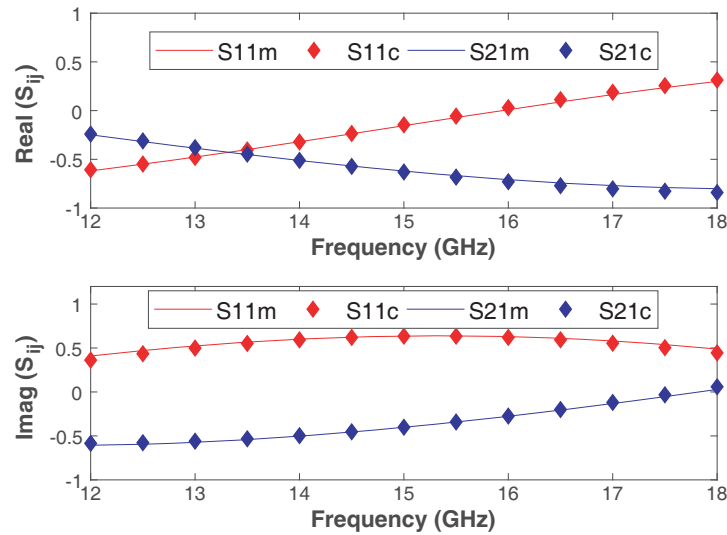 1
0.5
0
-0.5
-1
Real (S_ij)
S11m S11c S21m S21c
12 13 14 15 16 17 18
Frequency (GHz)
1
0.5
0
-0.5
-1
Imag (S_ij)
S11m S11c S21m S21c
12 13 14 15 16 17 18
Frequency (GHz)